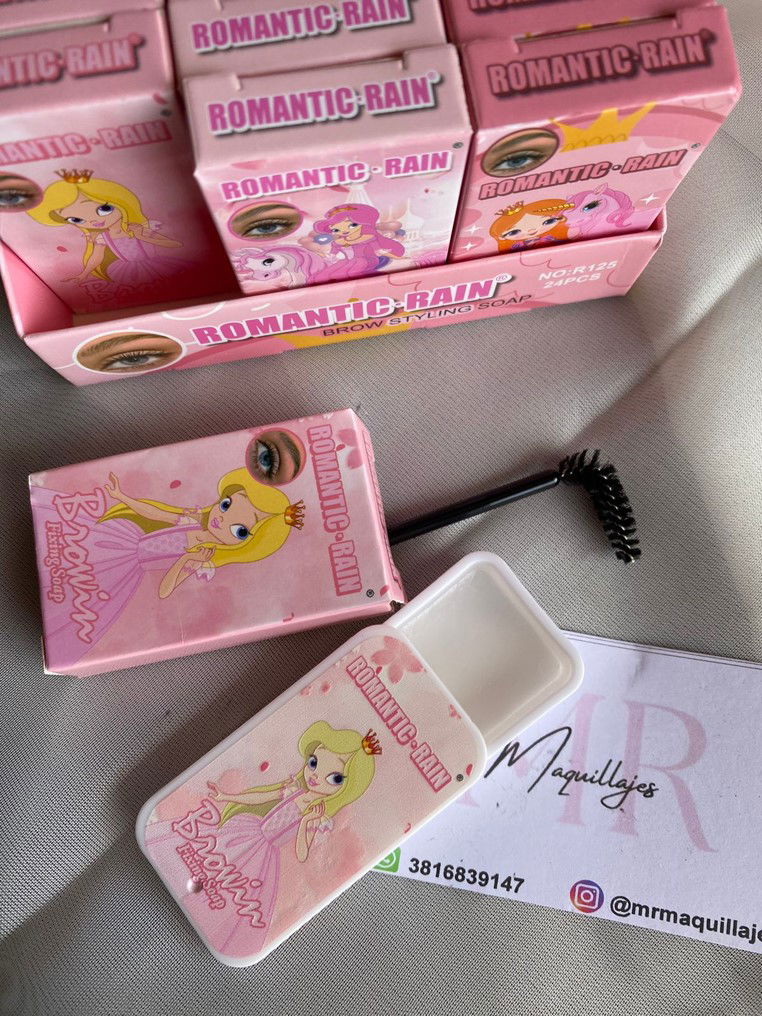 ROMANTIC·RAIN
ROMANTIC·RAIN®
ROMANTIC·RAIN®
ROMANTIC·RAIN
ROMANTIC·RAIN®
ROMANTIC·RAIN
ROMANTIC·RAIN®
ROMANTIC·RAIN
BROW STYLING SOAP
NO:R125
24PCS
ROMANTIC·RAIN®
Browin
Fixing Soap
ROMANTIC·RAIN®
Browin
Fixing Soap
MR
Maquillajes
3816839147
@mrmaquillaje